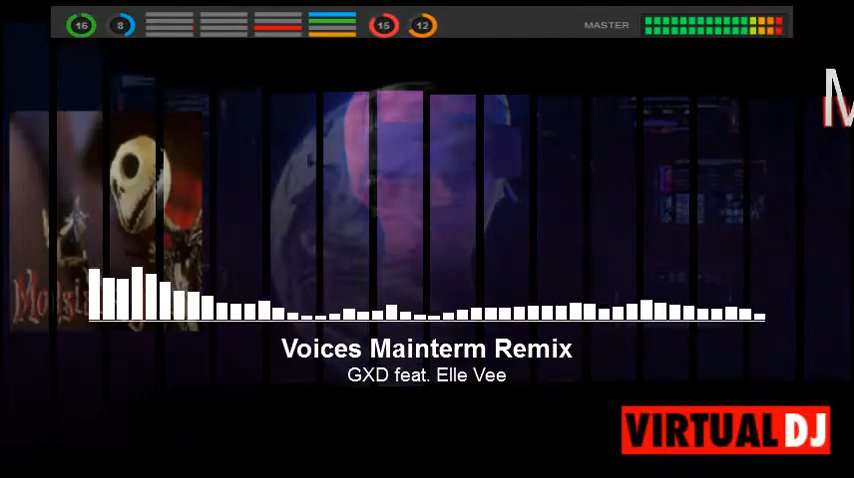 16 8 15 12 MASTER
M
Voices Mainterm Remix
GXD feat. Elle Vee
VIRTUAL DJ